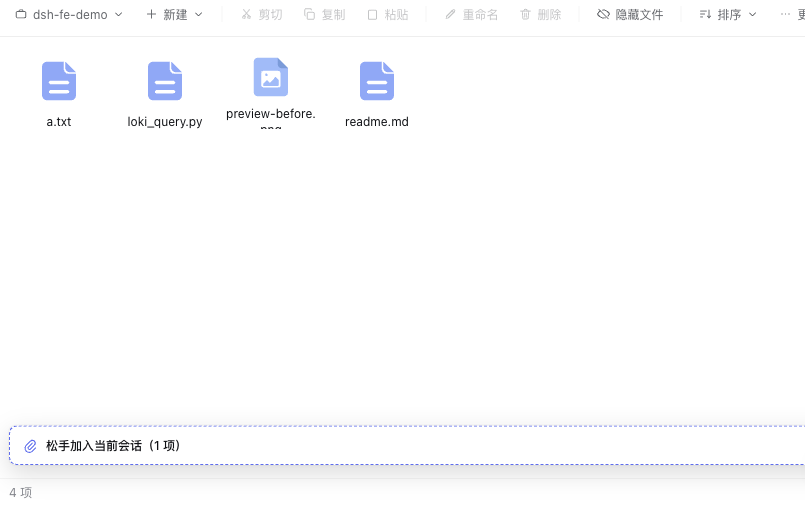 dsh-fe-demo 新建 剪切 复制 粘贴 重命名 删除 隐藏文件 排序 ···
a.txt loki_query.py preview-before.png readme.md
松手加入当前会话（1 项）
4 项